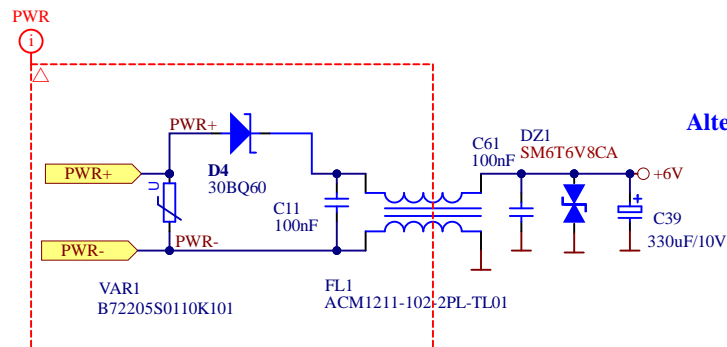 PWR
i
PWR+
D4
30BQ60
PWR+
U
C11
100nF
PWR-
PWR-
VAR1
B72205S0110K101
FL1
ACM1211-102-2PL-TL01
C61
100nF
DZ1
SM6T6V8CA
+6V
+
C39
330uF/10V
Alte